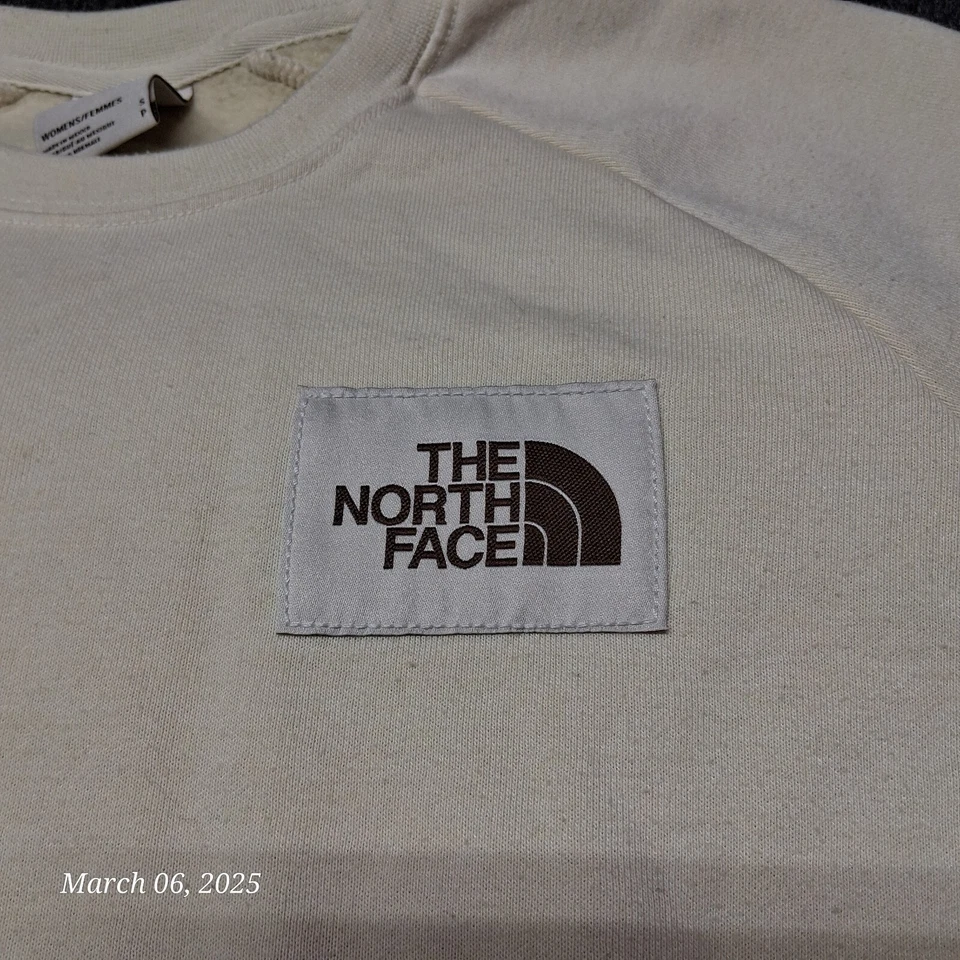 WOMENS/FEMMES
S
P
THE
NORTH
FACE
March 06, 2025